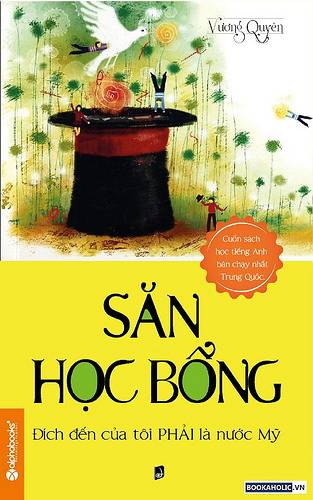 Vương Quyên
Cuốn sách
học tiếng Anh
bán chạy nhất
Trung Quốc.
SĂN
HỌC BỔNG
Đích đến của tôi PHẢI là nước Mỹ
alphabooks
BOOKAHOLIC.VN